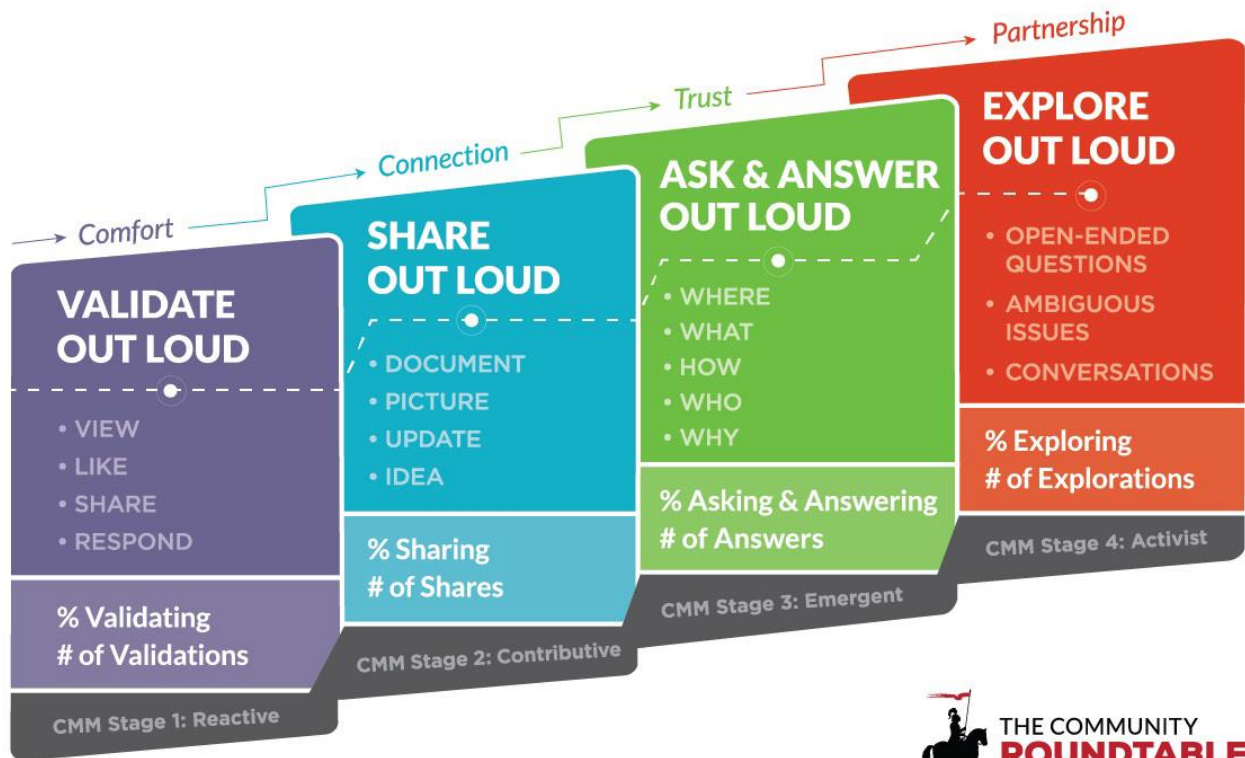 Comfort
VALIDATE
OUT LOUD
• VIEW
• LIKE
• SHARE
• RESPOND
% Validating
# of Validations
CMM Stage 1: Reactive
Connection
SHARE
OUT LOUD
• DOCUMENT
• PICTURE
• UPDATE
• IDEA
% Sharing
# of Shares
CMM Stage 2: Contributive
Trust
ASK & ANSWER
OUT LOUD
• WHERE
• WHAT
• HOW
• WHO
• WHY
% Asking & Answering
# of Answers
CMM Stage 3: Emergent
Partnership
EXPLORE
OUT LOUD
• OPEN-ENDED
QUESTIONS
• AMBIGUOUS
ISSUES
• CONVERSATIONS
% Exploring
# of Explorations
CMM Stage 4: Activist
THE COMMUNITY
ROUNDTABLE